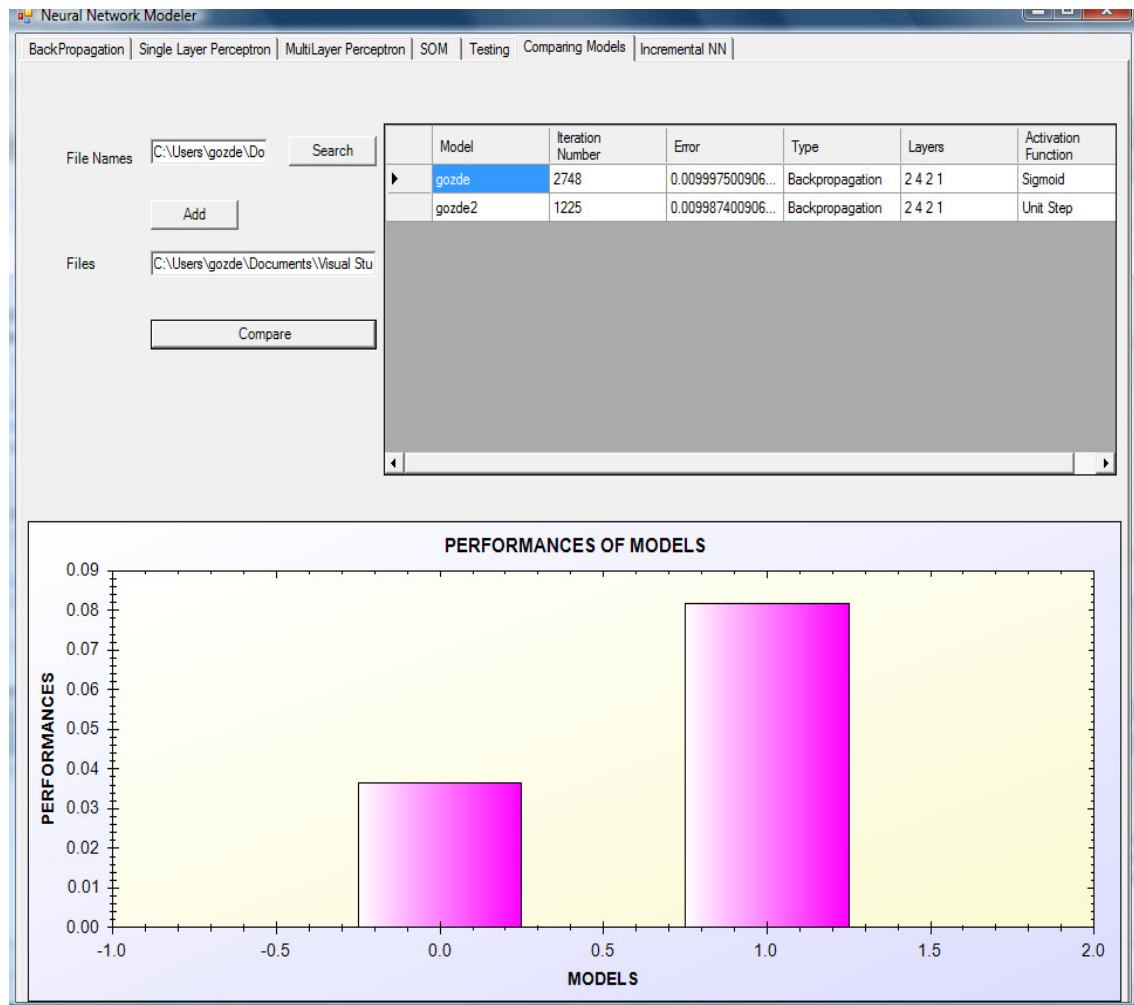 Neural Network Modeler
BackPropagation Single Layer Perceptron MultiLayer Perceptron SOM Testing Comparing Models Incremental NN
File Names C:\Users\gozde\Do Search
Add
Files C:\Users\gozde\Documents\Visual Stu
Compare
Model Iteration Number Error Type Layers Activation Function
gozde 2748 0.009997500906... Backpropagation 2 4 2 1 Sigmoid
gozde2 1225 0.009987400906... Backpropagation 2 4 2 1 Unit Step
PERFORMANCES OF MODELS
PERFORMANCES
0.09
0.08
0.07
0.06
0.05
0.04
0.03
0.02
0.01
0.00
-1.0 -0.5 0.0 0.5 1.0 1.5 2.0
MODELS